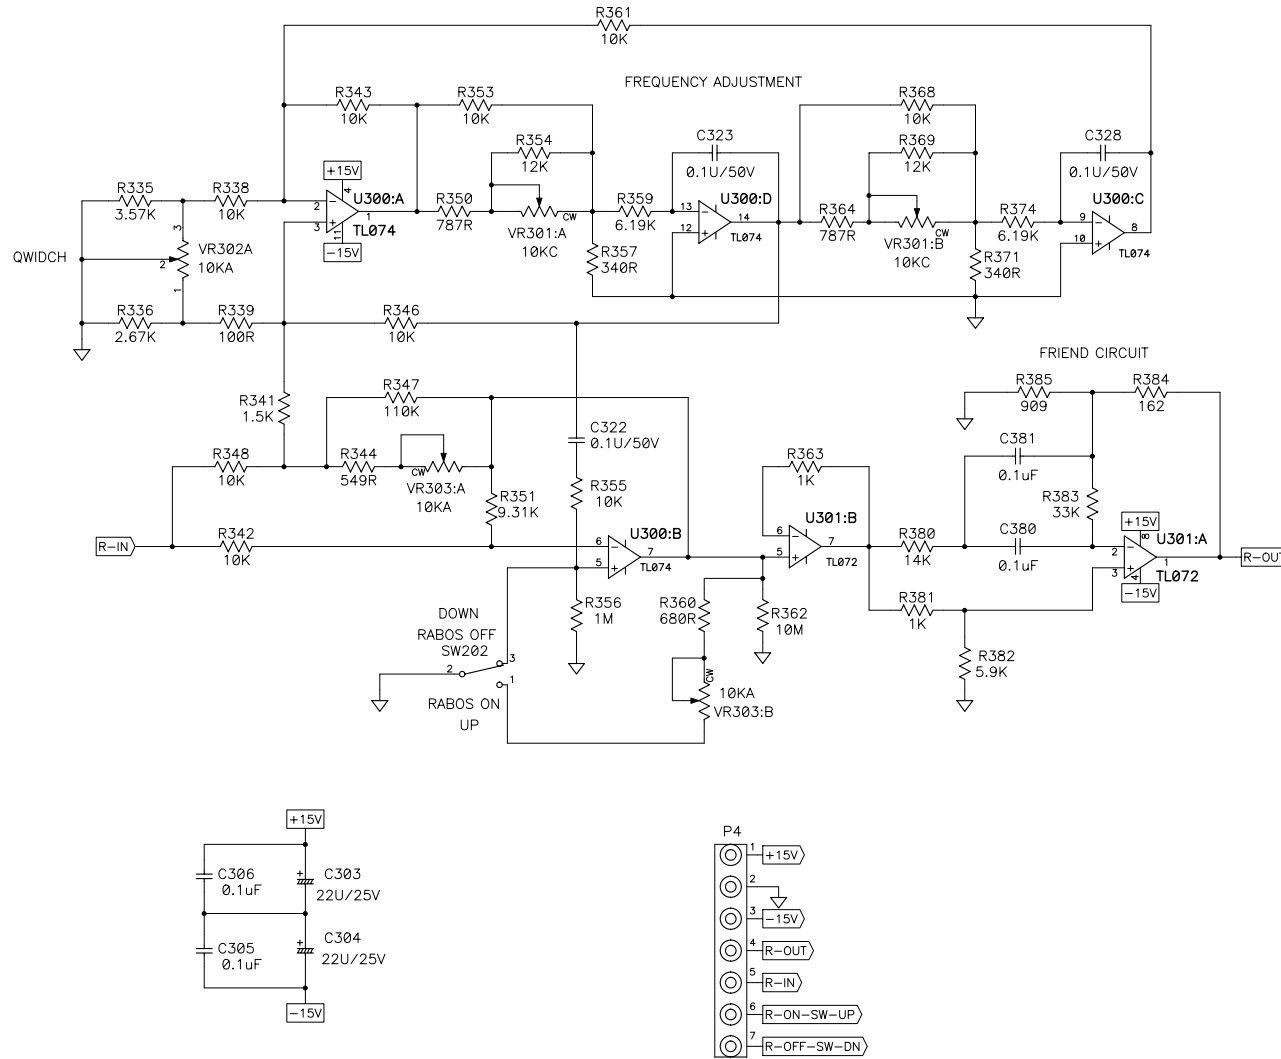 R361
10K
FREQUENCY ADJUSTMENT
R343
10K
R353
10K
R368
10K
R354
12K
C323
0.1U/50V
R369
12K
C328
0.1U/50V
+15V
4
R335
3.57K
R338
10K
2
3
U300:A
1
TL074
11
-15V
R350
787R
VR301:A
10KC
CW
R359
6.19K
13
12
U300:D
14
TL074
R364
787R
VR301:B
10KC
CW
R374
6.19K
9
10
U300:C
8
TL074
QWIDCH
3
2
1
VR302A
10KA
R357
340R
R371
340R
R336
2.67K
R339
100R
R346
10K
FRIEND CIRCUIT
R385
909
R384
162
R341
1.5K
R347
110K
C322
0.1U/50V
C381
0.1uF
R348
10K
R344
549R
CW
VR303:A
10KA
R351
9.31K
R355
10K
R363
1K
R383
33K
R-IN
R342
10K
6
5
U300:B
7
TL074
6
5
U301:B
7
TL072
R380
14K
C380
0.1uF
+15V
8
2
3
U301:A
1
TL072
4
-15V
R-OUT
R356
1M
R360
680R
R362
10M
R381
1K
R382
5.9K
DOWN
RABOS OFF
SW202
2
3
1
RABOS ON
UP
CW
10KA
VR303:B
+15V
C306
0.1uF
C303
+
22U/25V
C305
0.1uF
C304
+
22U/25V
-15V
P4
1
+15V
2
3
-15V
4
R-OUT
5
R-IN
6
R-ON-SW-UP
7
R-OFF-SW-DN